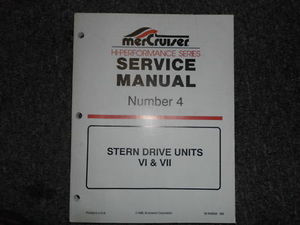 merCruiser
HI-PERFORMANCE SERIES
SERVICE
MANUAL
Number 4
STERN DRIVE UNITS
VI & VII